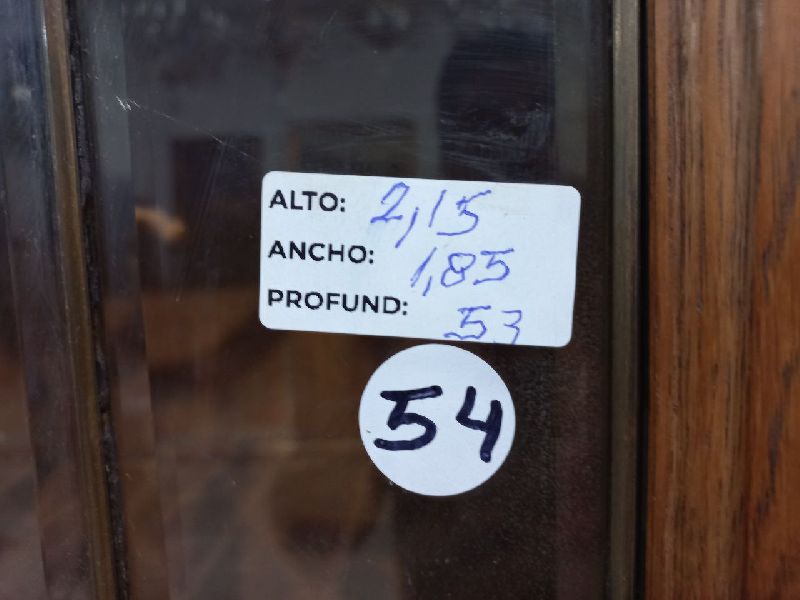 ALTO: 2,15
ANCHO: 1,85
PROFUND: 53
54